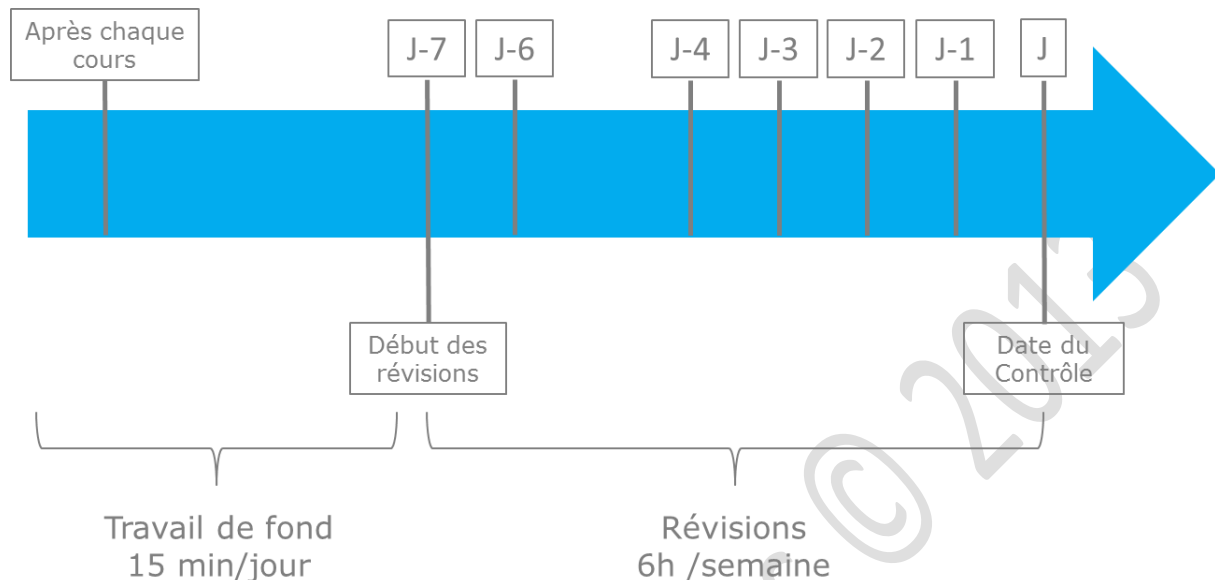 Après chaque
cours
J-7
J-6
J-4
J-3
J-2
J-1
J
Début des
révisions
Date du
Contrôle
Travail de fond
15 min/jour
Révisions
6h /semaine
© 2013